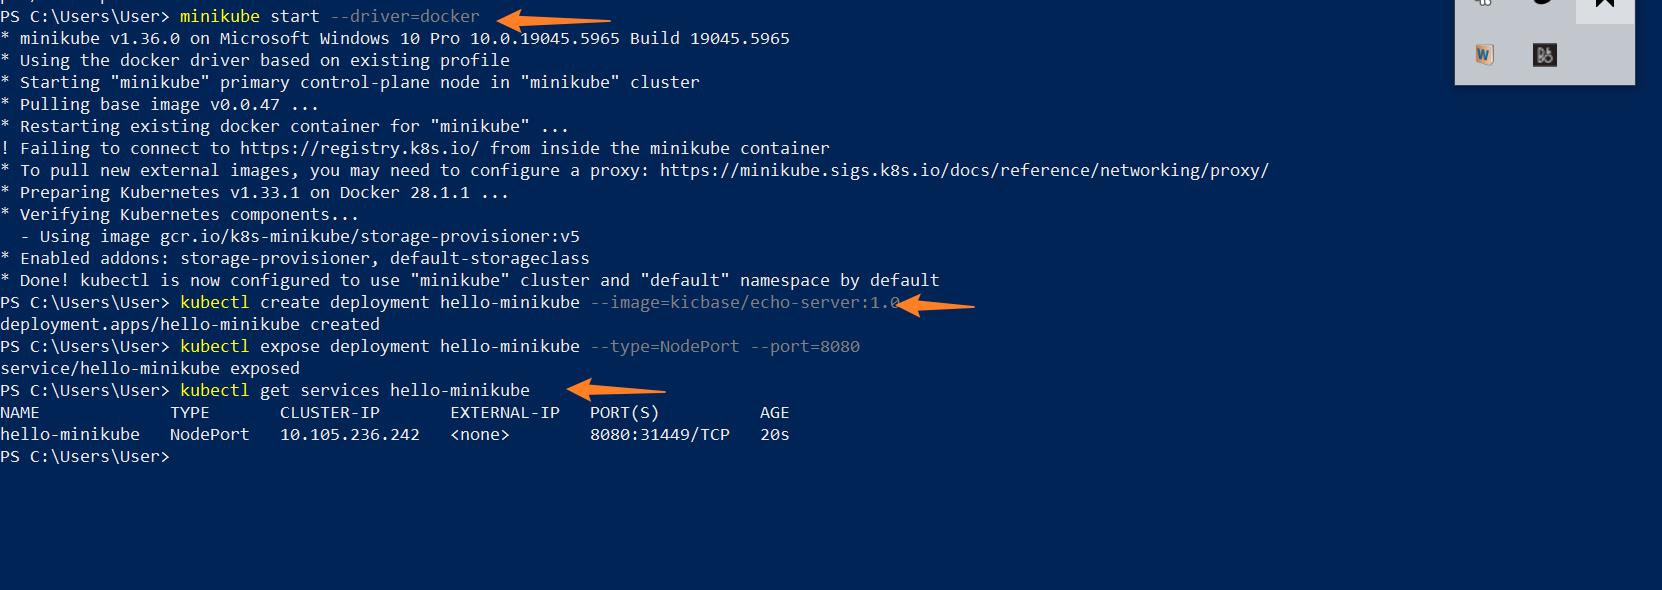 PS C:\Users\User> minikube start --driver=docker
* minikube v1.36.0 on Microsoft Windows 10 Pro 10.0.19045.5965 Build 19045.5965
* Using the docker driver based on existing profile
* Starting "minikube" primary control-plane node in "minikube" cluster
* Pulling base image v0.0.47 ...
* Restarting existing docker container for "minikube" ...
! Failing to connect to https://registry.k8s.io/ from inside the minikube container
* To pull new external images, you may need to configure a proxy: https://minikube.sigs.k8s.io/docs/reference/networking/proxy/
* Preparing Kubernetes v1.33.1 on Docker 28.1.1 ...
* Verifying Kubernetes components...
  - Using image gcr.io/k8s-minikube/storage-provisioner:v5
* Enabled addons: storage-provisioner, default-storageclass
* Done! kubectl is now configured to use "minikube" cluster and "default" namespace by default
PS C:\Users\User> kubectl create deployment hello-minikube --image=kicbase/echo-server:1.0
deployment.apps/hello-minikube created
PS C:\Users\User> kubectl expose deployment hello-minikube --type=NodePort --port=8080
service/hello-minikube exposed
PS C:\Users\User> kubectl get services hello-minikube
NAME             TYPE       CLUSTER-IP       EXTERNAL-IP   PORT(S)          AGE
hello-minikube   NodePort   10.105.236.242   <none>        8080:31449/TCP   20s
PS C:\Users\User>
W